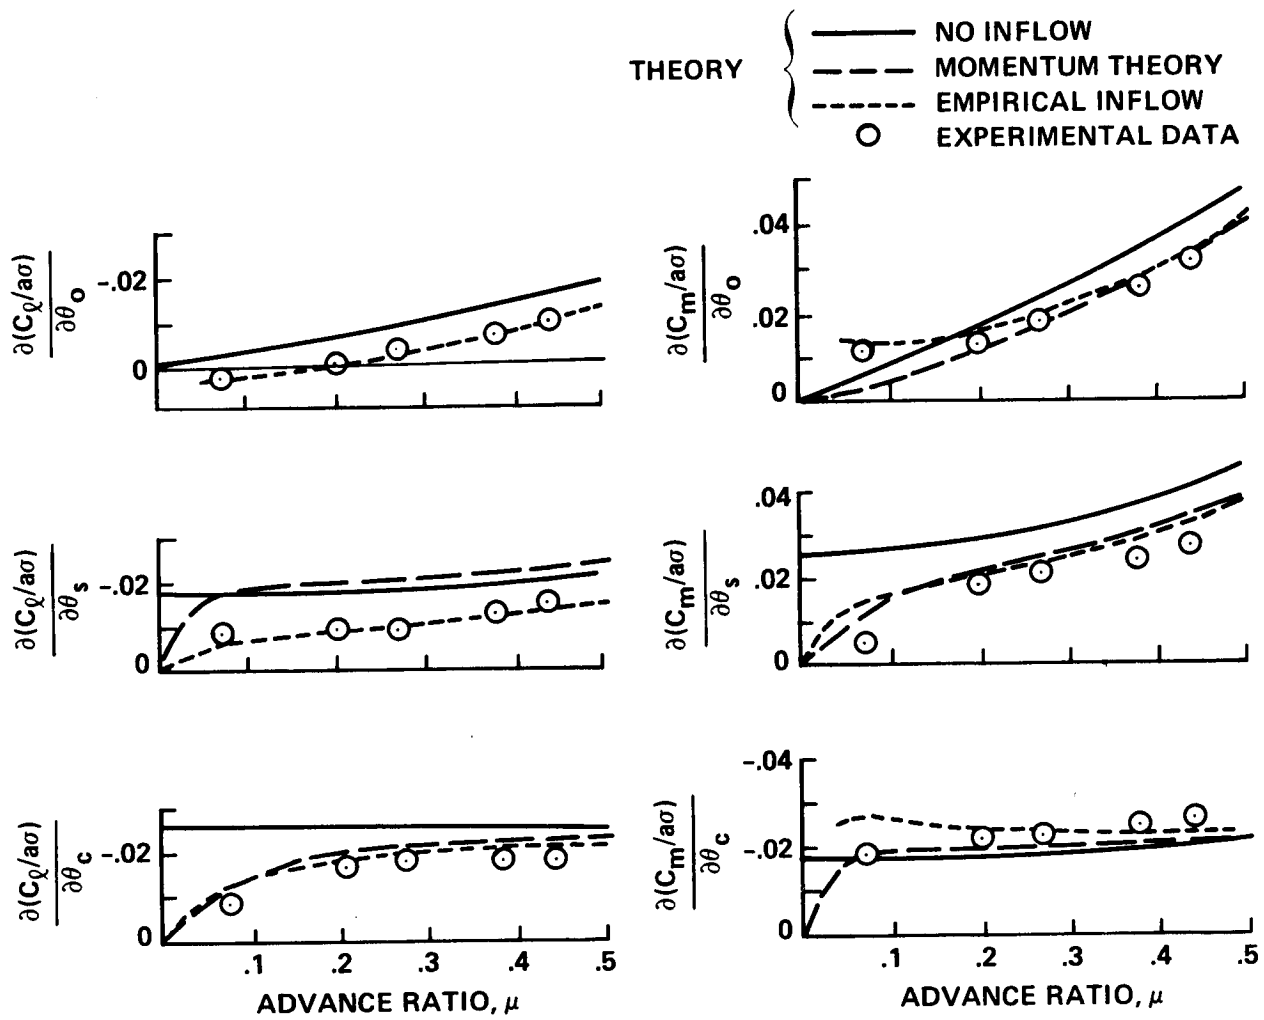 NO INFLOW
THEORY
MOMENTUM THEORY
EMPIRICAL INFLOW
EXPERIMENTAL DATA
∂(Cℓ/aσ)
∂θo
-.02
0
∂(Cm/aσ)
∂θo
.04
.02
0
∂(Cℓ/aσ)
∂θs
-.02
0
∂(Cm/aσ)
∂θs
.04
.02
0
∂(Cℓ/aσ)
∂θc
-.02
0
.1 .2 .3 .4 .5
ADVANCE RATIO, μ
∂(Cm/aσ)
∂θc
-.04
-.02
0
.1 .2 .3 .4 .5
ADVANCE RATIO, μ